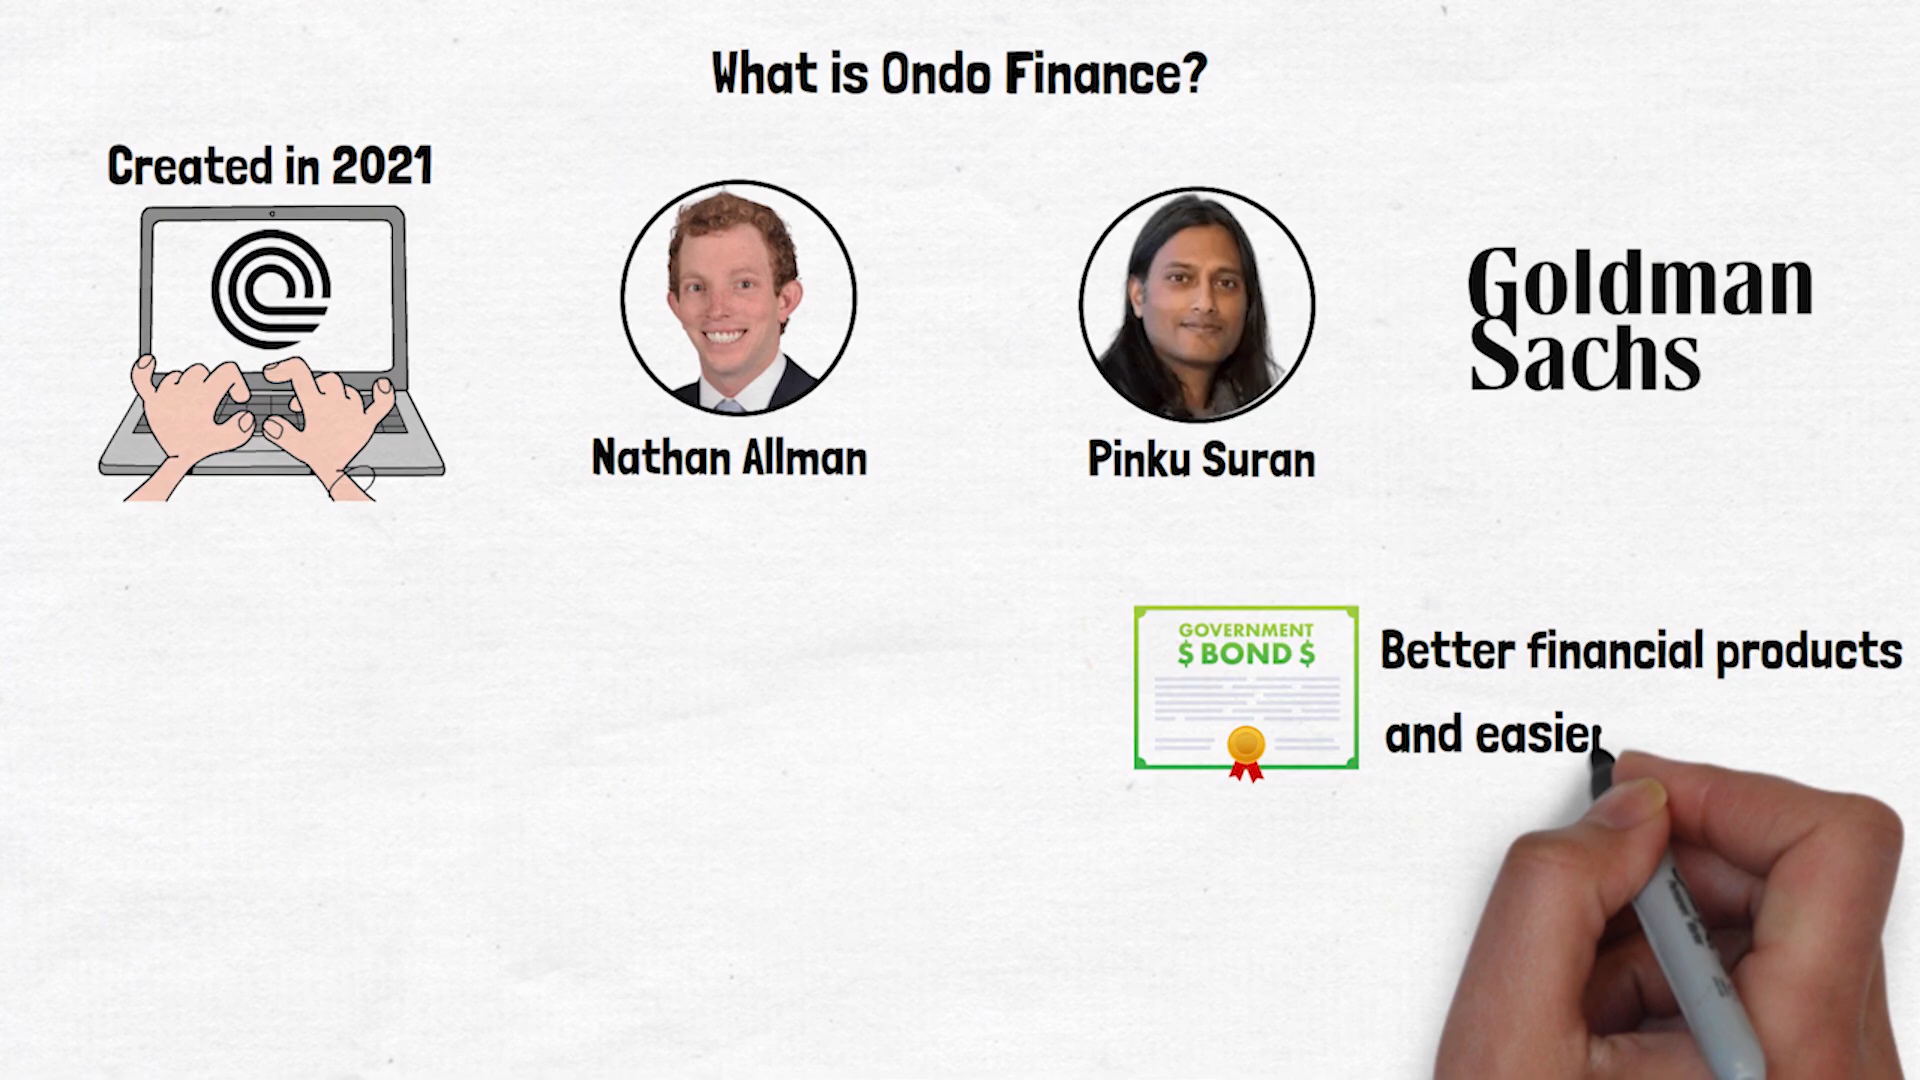 What is Ondo Finance?
Created in 2021
Nathan Allman
Pinku Suran
Goldman
Sachs
GOVERNMENT
$ BOND $
Better financial products
and easier